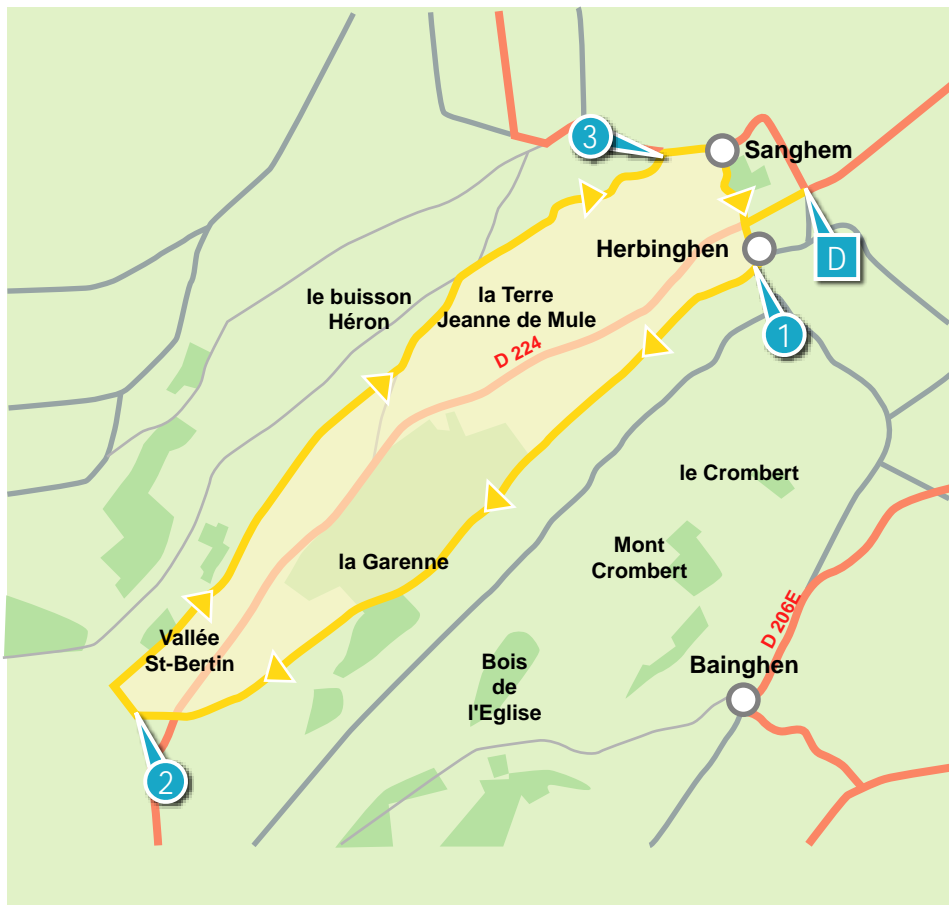 3
Sanghem
Herbinghen
D
le buisson
Héron
la Terre
Jeanne de Mule
1
D 224
le Crombert
Mont
Crombert
la Garenne
D 206E
Vallée
St-Bertin
Bois
de
l'Eglise
Bainghen
2